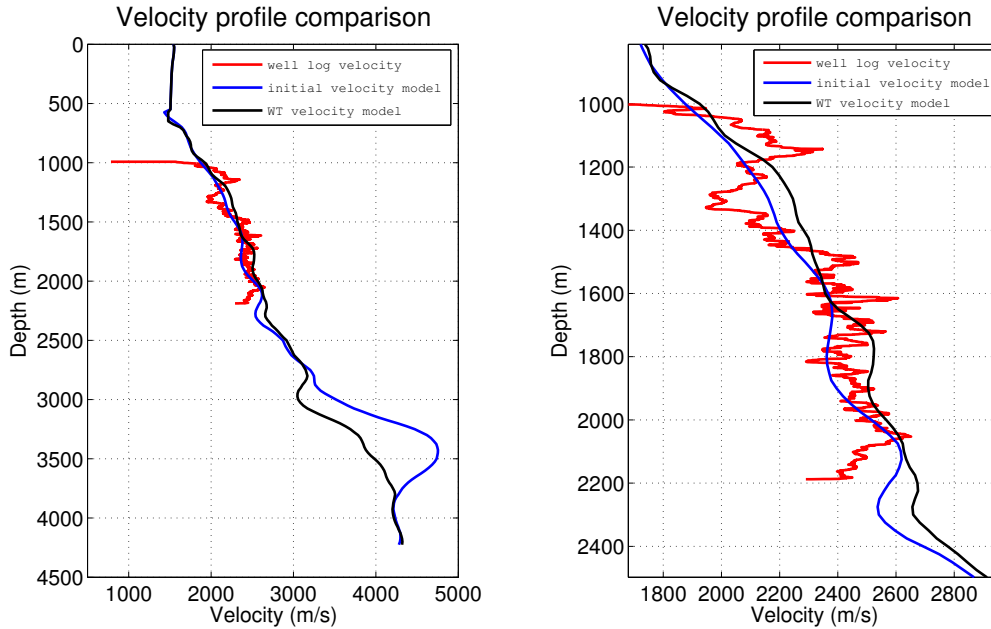 Velocity profile comparison
0
500
1000
1500
2000
2500
3000
3500
4000
4500
Depth (m)
well log velocity
initial velocity model
WT velocity model
1000 2000 3000 4000 5000
Velocity (m/s)
Velocity profile comparison
1000
1200
1400
1600
1800
2000
2200
2400
Depth (m)
well log velocity
initial velocity model
WT velocity model
1800 2000 2200 2400 2600 2800
Velocity (m/s)